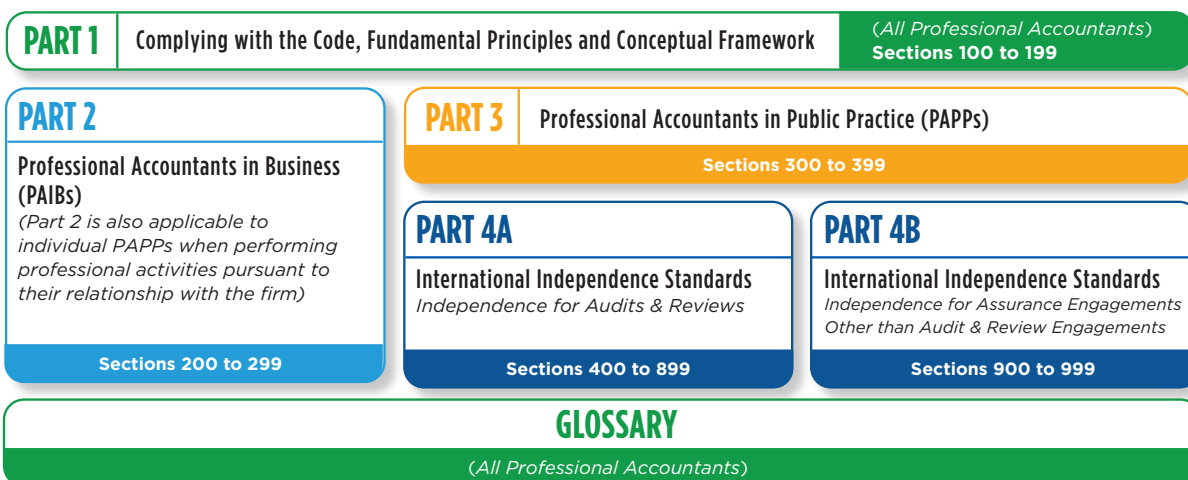 PART 1
Complying with the Code, Fundamental Principles and Conceptual Framework
(All Professional Accountants)
Sections 100 to 199
PART 2
Professional Accountants in Business
(PAIBs)
(Part 2 is also applicable to
individual PAPPs when performing
professional activities pursuant to
their relationship with the firm)
Sections 200 to 299
PART 3
Professional Accountants in Public Practice (PAPPs)
Sections 300 to 399
PART 4A
International Independence Standards
Independence for Audits & Reviews
Sections 400 to 899
PART 4B
International Independence Standards
Independence for Assurance Engagements
Other than Audit & Review Engagements
Sections 900 to 999
GLOSSARY
(All Professional Accountants)